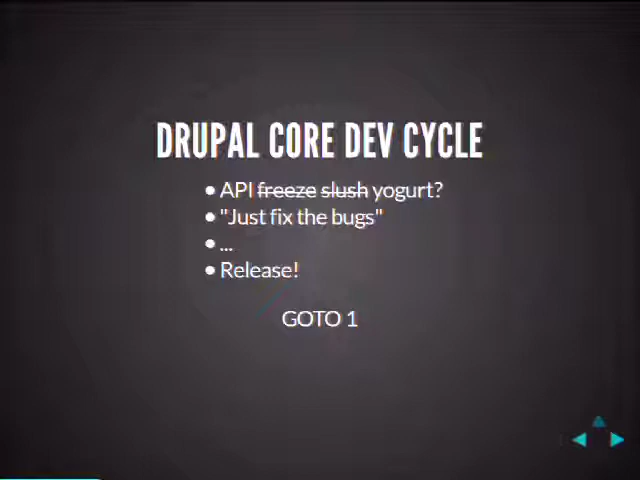 DRUPAL CORE DEV CYCLE
• API freeze slush yogurt?
• "Just fix the bugs"
• ...
• Release!
GOTO 1